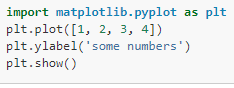 import matplotlib.pyplot as plt
plt.plot([1, 2, 3, 4])
plt.ylabel('some numbers')
plt.show()